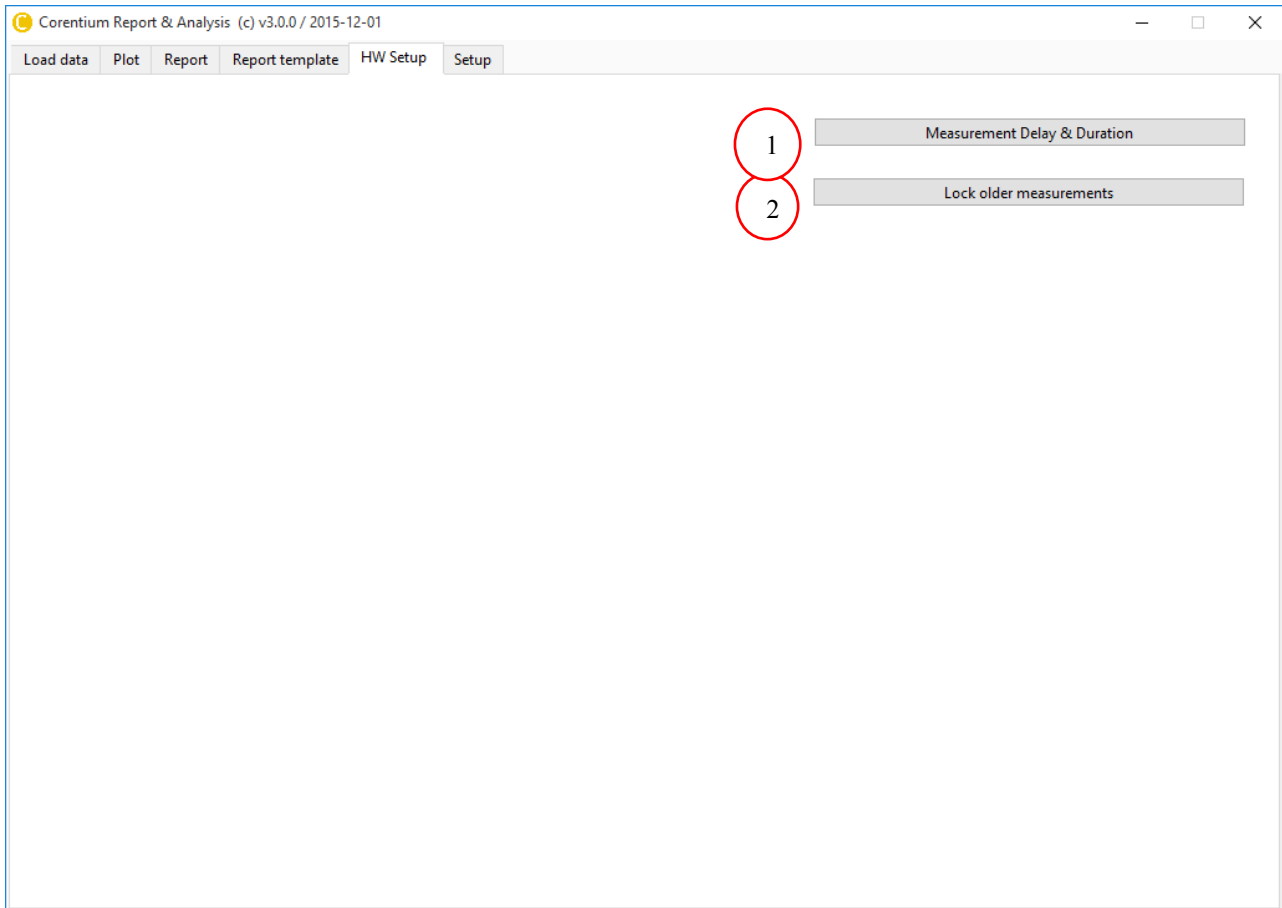 Corentium Report & Analysis (c) v3.0.0 / 2015-12-01
Load data Plot Report Report template HW Setup Setup
1 Measurement Delay & Duration
2 Lock older measurements